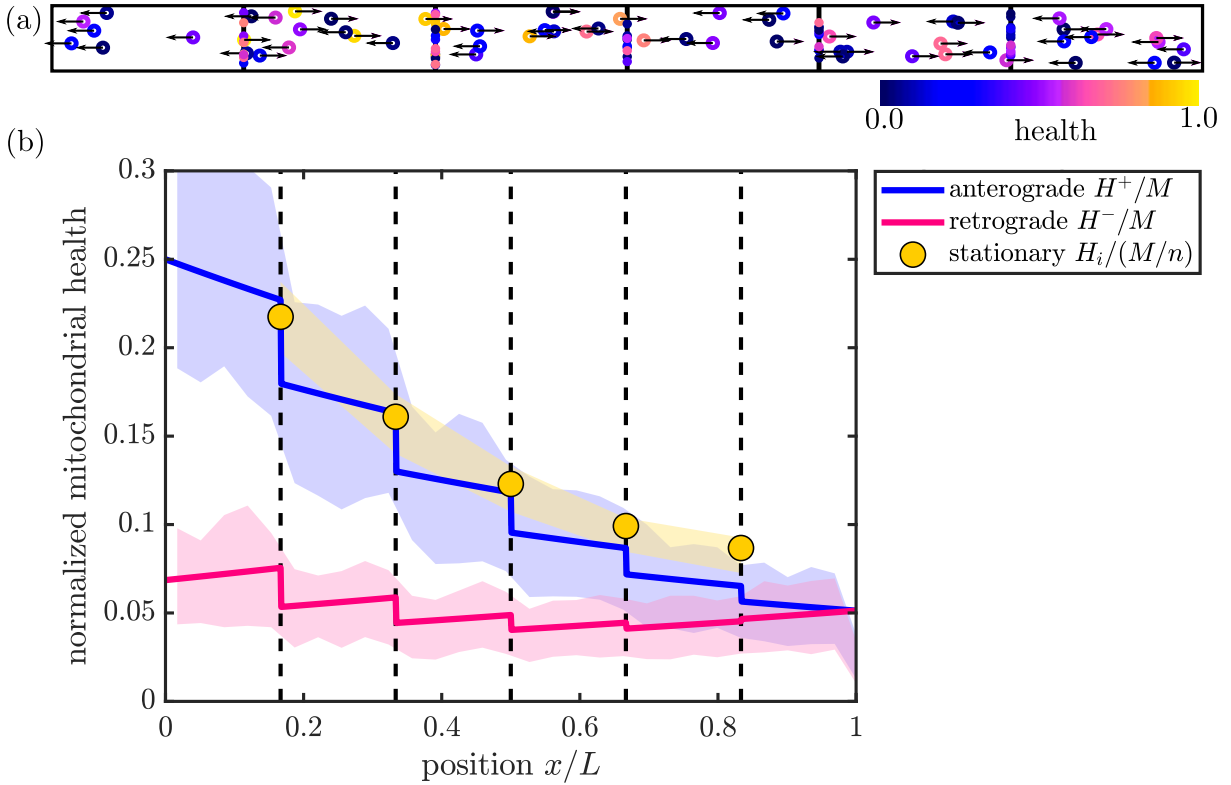 (a)
0.0 1.0
health
(b)
0.3
0.25
0.2
0.15
0.1
0.05
0
normalized mitochondrial health
0 0.2 0.4 0.6 0.8 1
position x/L
anterograde H⁺/M
retrograde H⁻/M
stationary Hᵢ/(M/n)